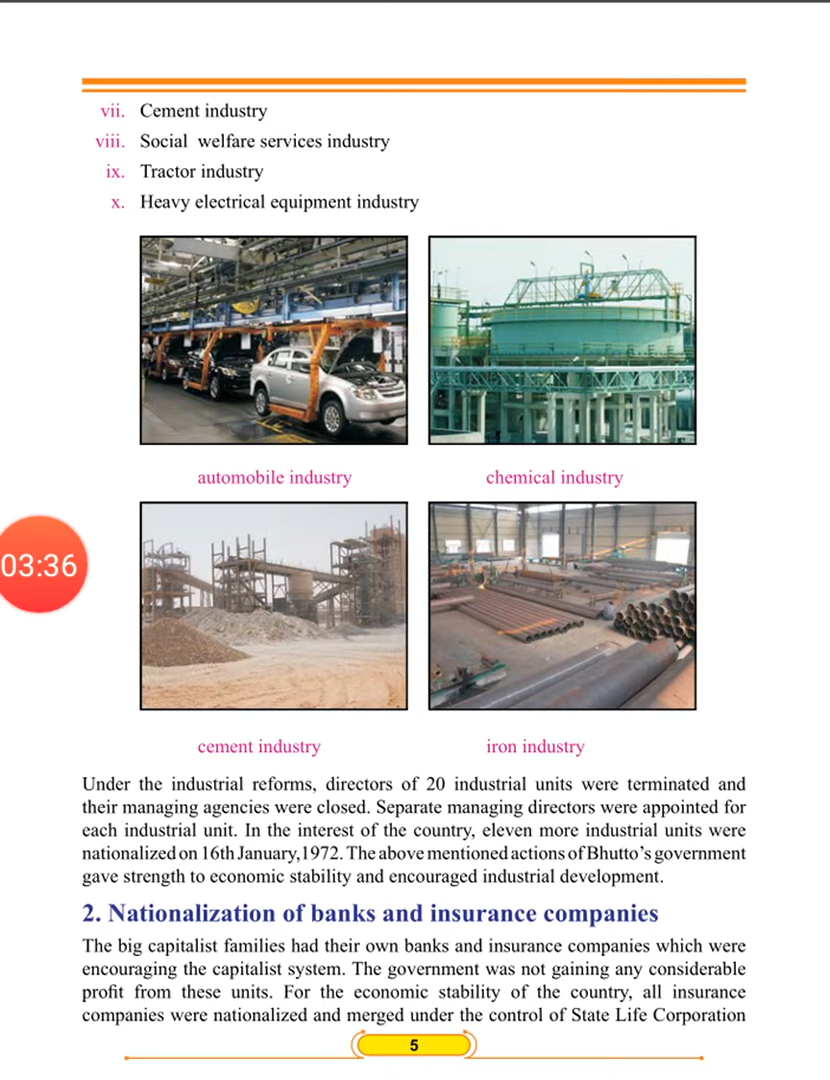 vii. Cement industry
viii. Social welfare services industry
ix. Tractor industry
x. Heavy electrical equipment industry
automobile industry
chemical industry
03:36
cement industry
iron industry
Under the industrial reforms, directors of 20 industrial units were terminated and
their managing agencies were closed. Separate managing directors were appointed for
each industrial unit. In the interest of the country, eleven more industrial units were
nationalized on 16th January,1972. The above mentioned actions of Bhutto's government
gave strength to economic stability and encouraged industrial development.
2. Nationalization of banks and insurance companies
The big capitalist families had their own banks and insurance companies which were
encouraging the capitalist system. The government was not gaining any considerable
profit from these units. For the economic stability of the country, all insurance
companies were nationalized and merged under the control of State Life Corporation
5